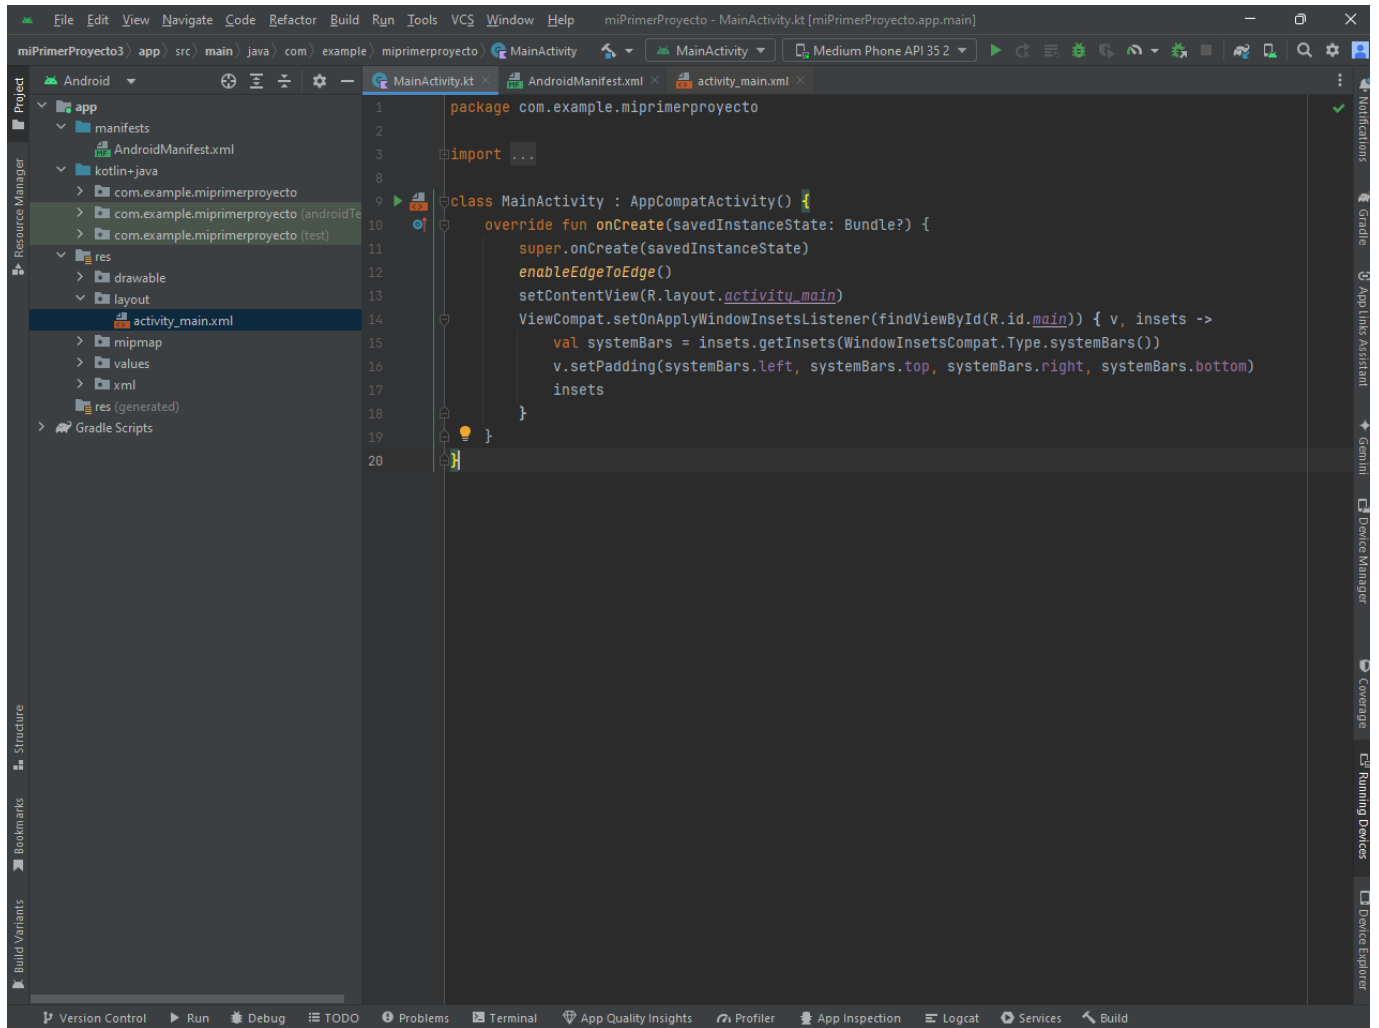 File Edit View Navigate Code Refactor Build Run Tools VCS Window Help miPrimerProyecto - MainActivity.kt [miPrimerProyecto.app.main]
miPrimerProyecto3 app src main java com example miprimerproyecto MainActivity MainActivity Medium Phone API 35 2
Android
MainActivity.kt AndroidManifest.xml activity_main.xml
Project
Resource Manager
Structure
Bookmarks
Build Variants
app
manifests
AndroidManifest.xml
kotlin+java
com.example.miprimerproyecto
com.example.miprimerproyecto (androidTe
com.example.miprimerproyecto (test)
res
drawable
layout
activity_main.xml
mipmap
values
xml
res (generated)
Gradle Scripts
1 package com.example.miprimerproyecto
2
3 import ...
8
9 class MainActivity : AppCompatActivity() {
10 override fun onCreate(savedInstanceState: Bundle?) {
11 super.onCreate(savedInstanceState)
12 enableEdgeToEdge()
13 setContentView(R.layout.activity_main)
14 ViewCompat.setOnApplyWindowInsetsListener(findViewById(R.id.main)) { v, insets ->
15 val systemBars = insets.getInsets(WindowInsetsCompat.Type.systemBars())
16 v.setPadding(systemBars.left, systemBars.top, systemBars.right, systemBars.bottom)
17 insets
18 }
19 }
20 }
Notifications
Gradle
App Links Assistant
Gemini
Device Manager
Coverage
Running Devices
Device Explorer
Version Control Run Debug TODO Problems Terminal App Quality Insights Profiler App Inspection Logcat Services Build